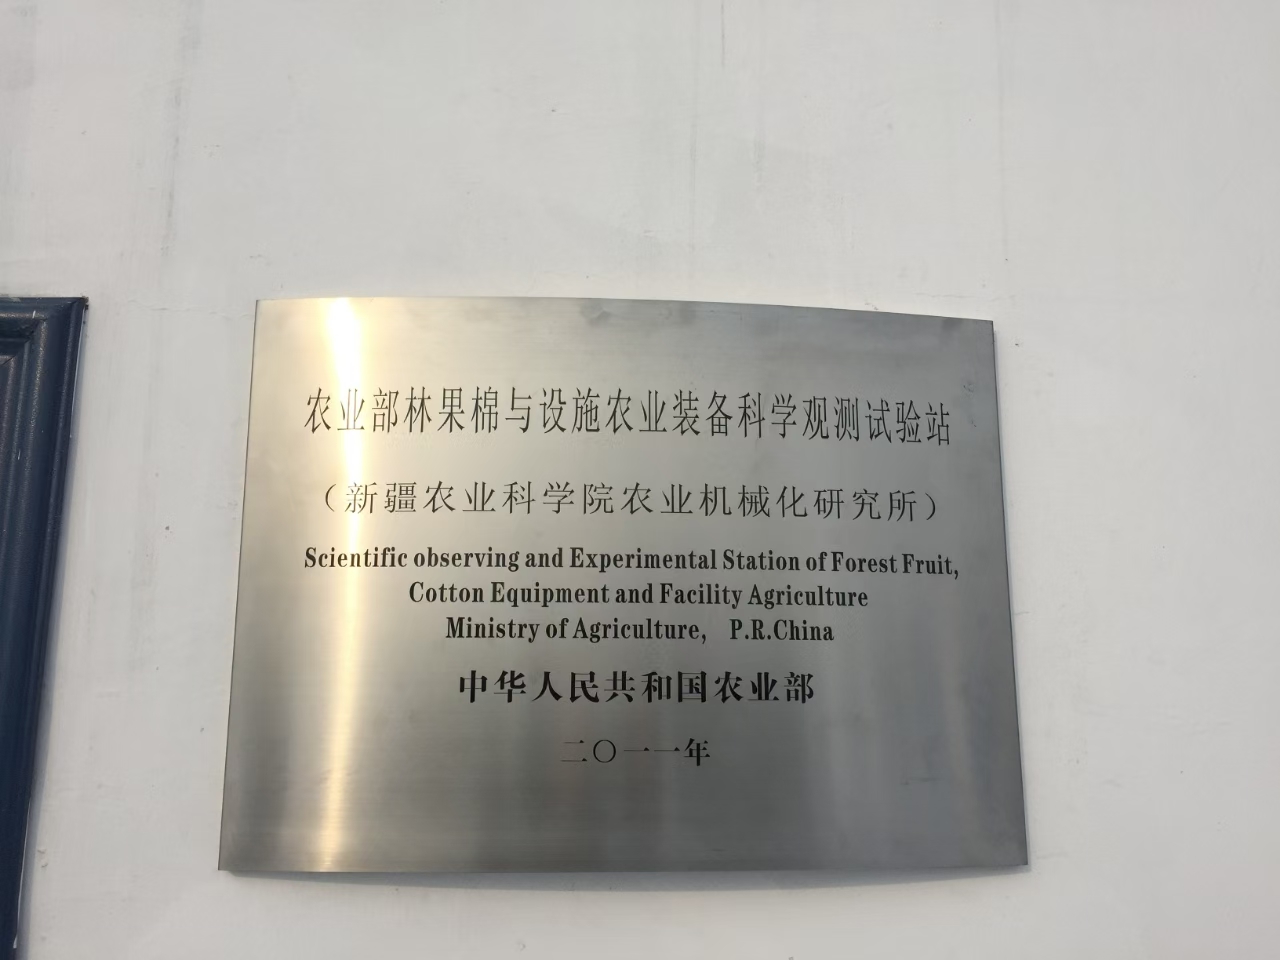 农业部林果棉与设施农业装备科学观测试验站
（新疆农业科学院农业机械化研究所）
Scientific observing and Experimental Station of Forest Fruit,
Cotton Equipment and Facility Agriculture
Ministry of Agriculture, P.R.China
中华人民共和国农业部
二〇一一年